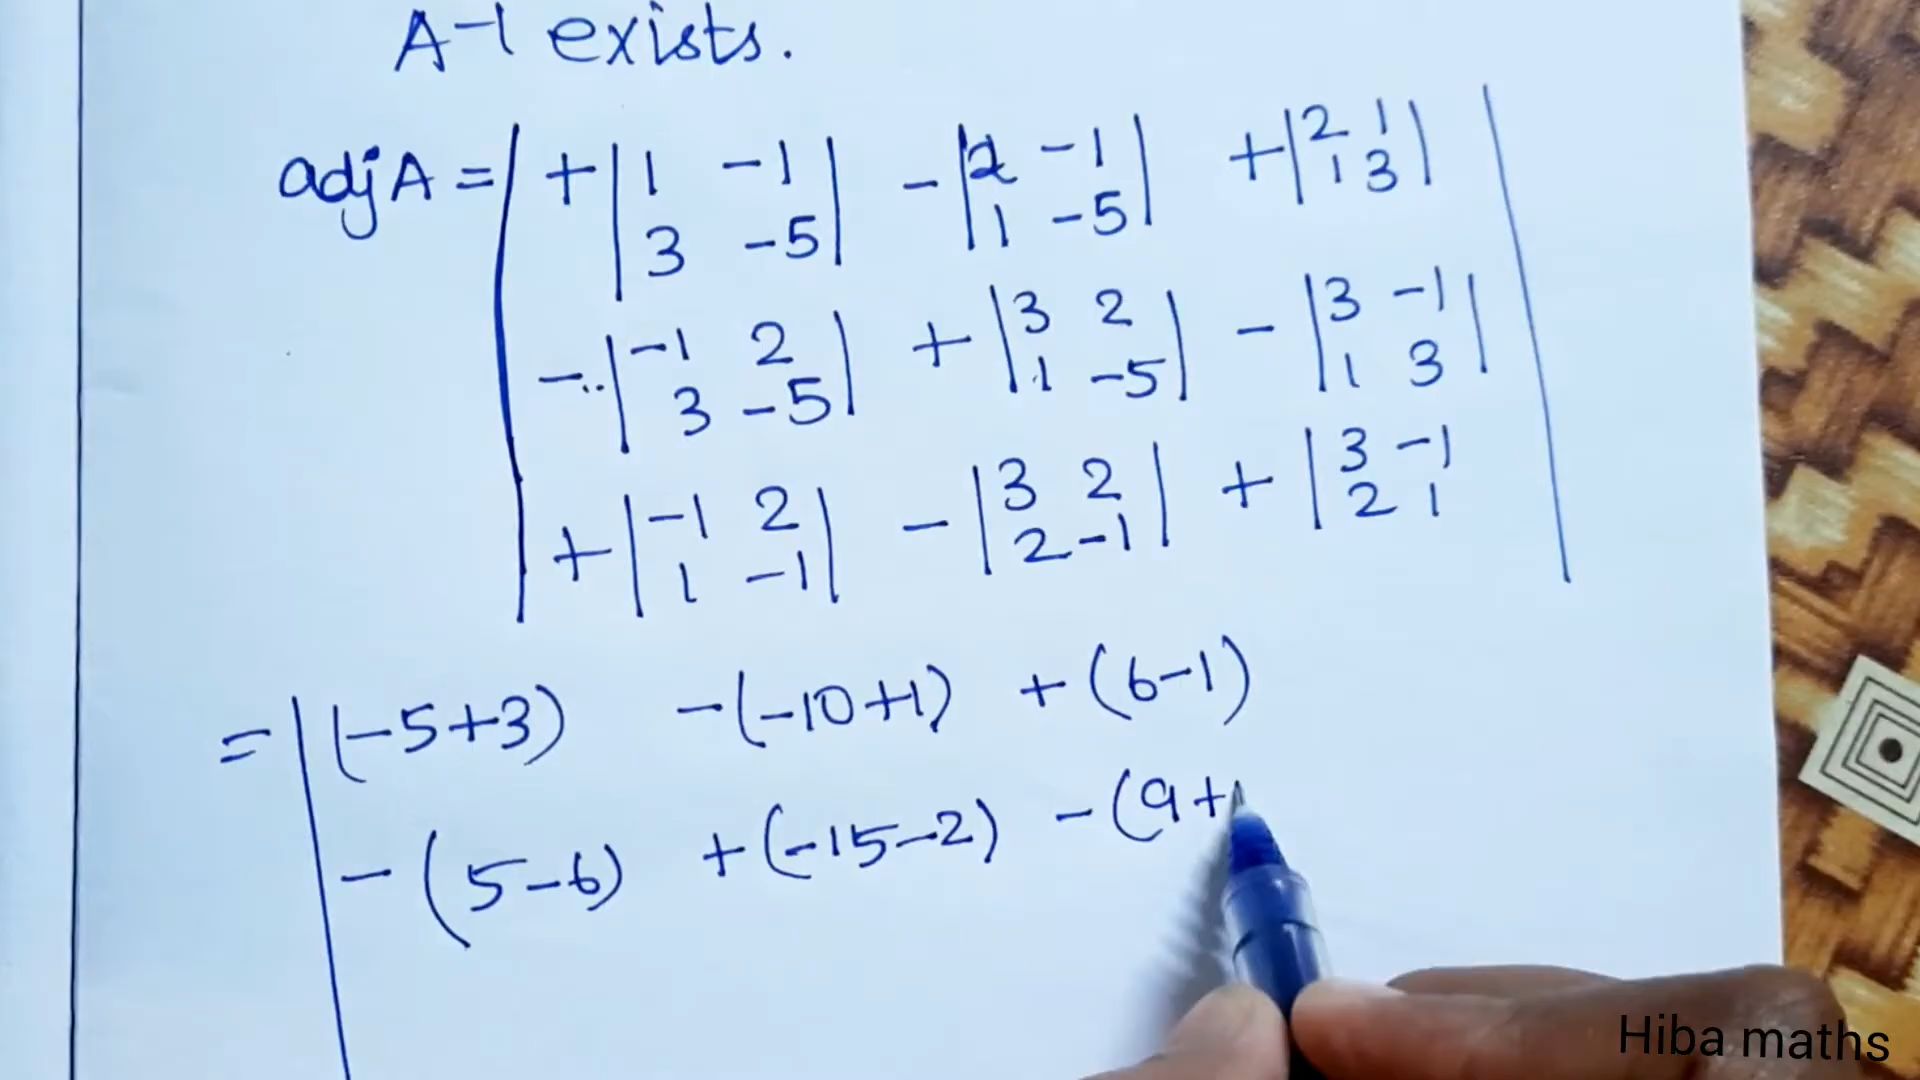 A-1 exists.
adjA = | +|1 -1| -|2 -1| +|2 1| |
|3 -5| |1 -5| |1 3|
-..|-1 2| +|3 2| -|3 -1|
|3 -5| |1 -5| |1 3|
+|-1 2| -|3 2| +|3 -1
|1 -1| |2 -1| |2 1
= | (-5+3) -(-10+1) +(6-1)
-(5-6) +(-15-2) -(9+
Hiba maths